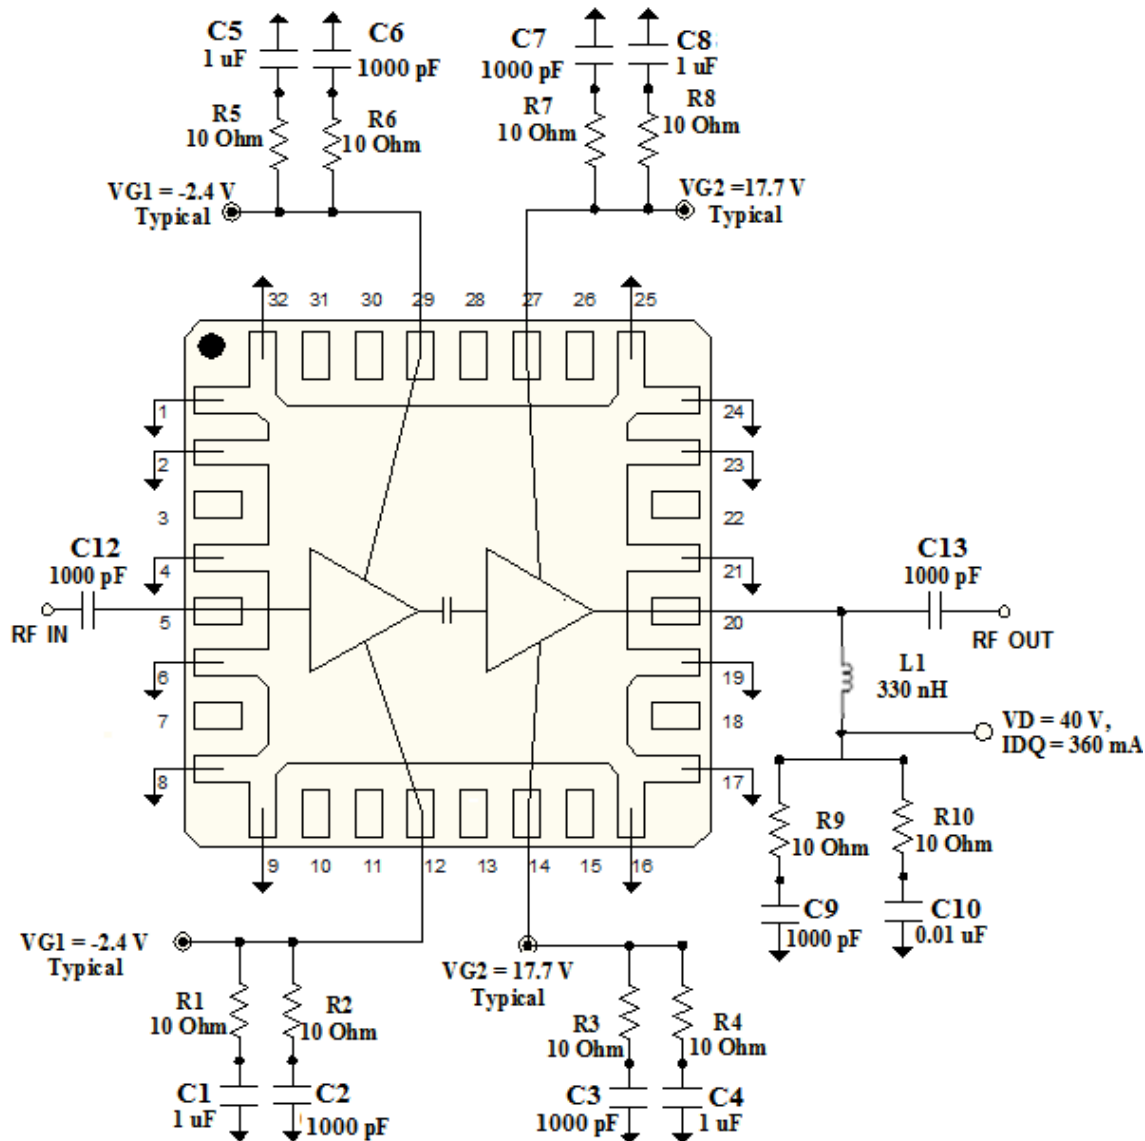 C5
1 uF
C6
1000 pF
C7
1000 pF
C8
1 uF
R5
10 Ohm
R6
10 Ohm
R7
10 Ohm
R8
10 Ohm
VG1 = -2.4 V
Typical
VG2 =17.7 V
Typical
32
31
30
29
28
27
26
25
1
2
3
4
5
6
7
8
24
23
22
21
20
19
18
17
C12
1000 pF
RF IN
C13
1000 pF
RF OUT
L1
330 nH
VD = 40 V,
IDQ = 360 mA
R9
10 Ohm
R10
10 Ohm
C9
1000 pF
C10
0.01 uF
9
10
11
12
13
14
15
16
VG1 = -2.4 V
Typical
VG2 = 17.7 V
Typical
R1
10 Ohm
R2
10 Ohm
R3
10 Ohm
R4
10 Ohm
C1
1 uF
C2
1000 pF
C3
1000 pF
C4
1 uF